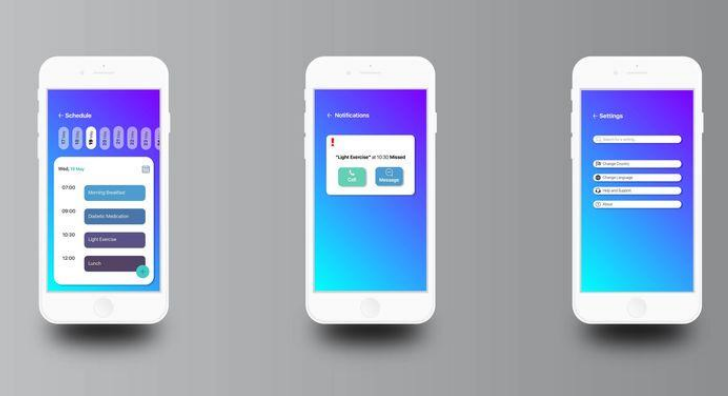 ← Schedule
Wed, 19 May
07:00
Morning Breakfast
09:00
Diabetic Medication
10:30
Light Exercise
12:00
Lunch
+
← Notifications
!
"Light Exercise" at 10:30 Missed
Call
Message
← Settings
Search for a setting
Change Country
Change Language
Help and Support
About